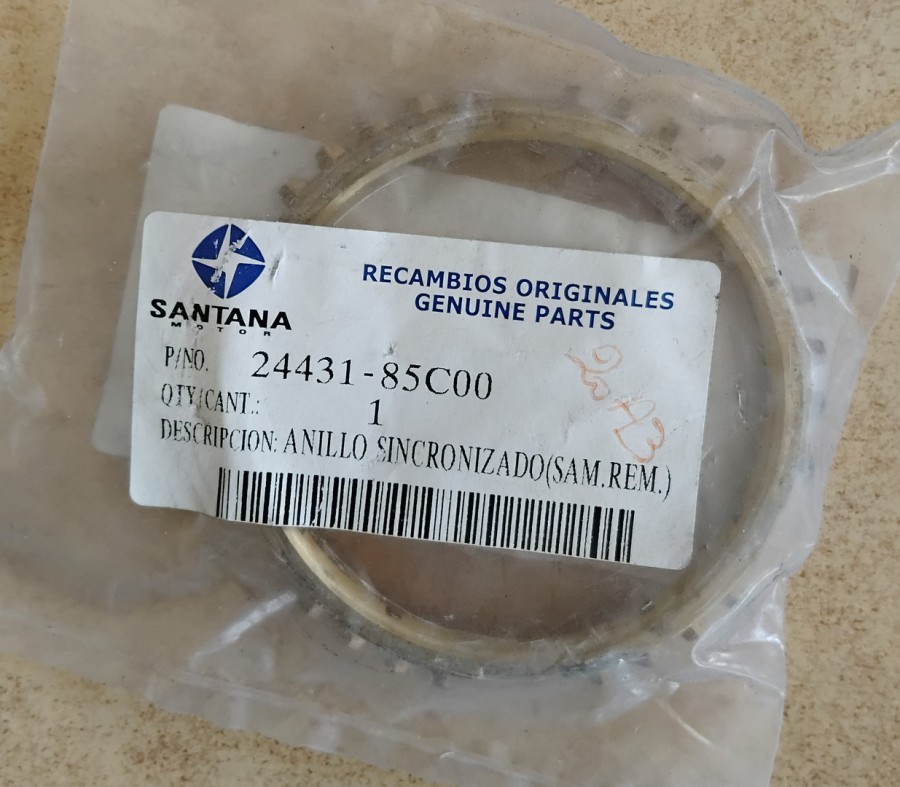 SANTANA
MOTOR
RECAMBIOS ORIGINALES
GENUINE PARTS
P/NO. 24431-85C00
QTY/CANT.: 1
DESCRIPCION: ANILLO SINCRONIZADO(SAM.REM.)